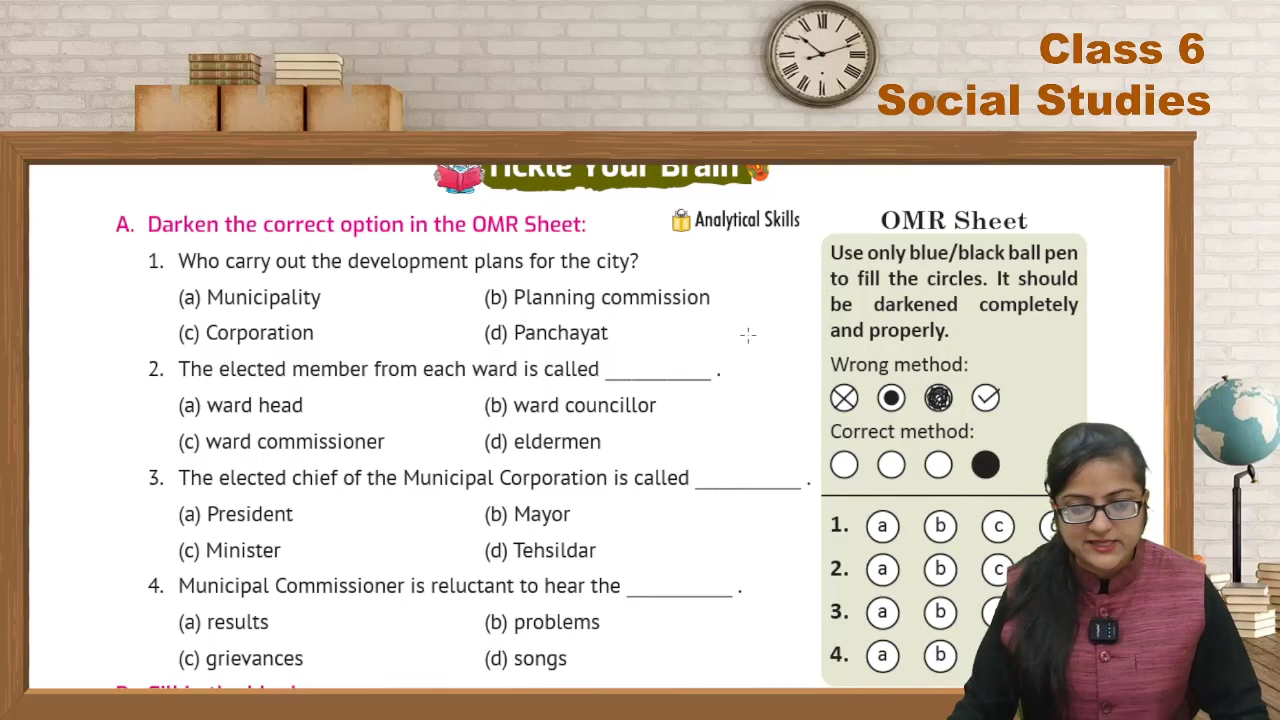 Class 6
Social Studies
Tickle Your Brain
A. Darken the correct option in the OMR Sheet:
Analytical Skills
1. Who carry out the development plans for the city?
(a) Municipality (b) Planning commission
(c) Corporation (d) Panchayat
2. The elected member from each ward is called ___________ .
(a) ward head (b) ward councillor
(c) ward commissioner (d) eldermen
3. The elected chief of the Municipal Corporation is called ___________ .
(a) President (b) Mayor
(c) Minister (d) Tehsildar
4. Municipal Commissioner is reluctant to hear the ___________ .
(a) results (b) problems
(c) grievances (d) songs
OMR Sheet
Use only blue/black ball pen
to fill the circles. It should
be darkened completely
and properly.
Wrong method:
Correct method:
1. a b c
2. a b c
3. a b
4. a b